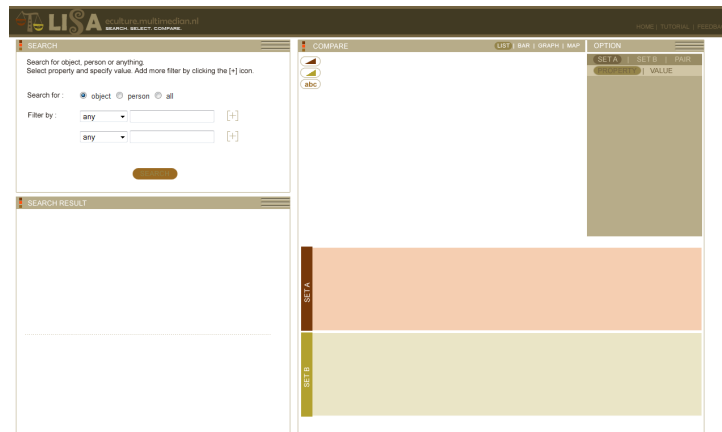 LISA eculture.multimedian.nl
SEARCH. SELECT. COMPARE.
HOME | TUTORIAL | FEEDBA
SEARCH
Search for object, person or anything.
Select property and specify value. Add more filter by clicking the [+] icon.
Search for : object person all
Filter by : any [+]
any [+]
SEARCH
SEARCH RESULT
COMPARE LIST | BAR | GRAPH | MAP
abc
OPTION
SET A | SET B | PAIR
PROPERTY | VALUE
SET A
SET B